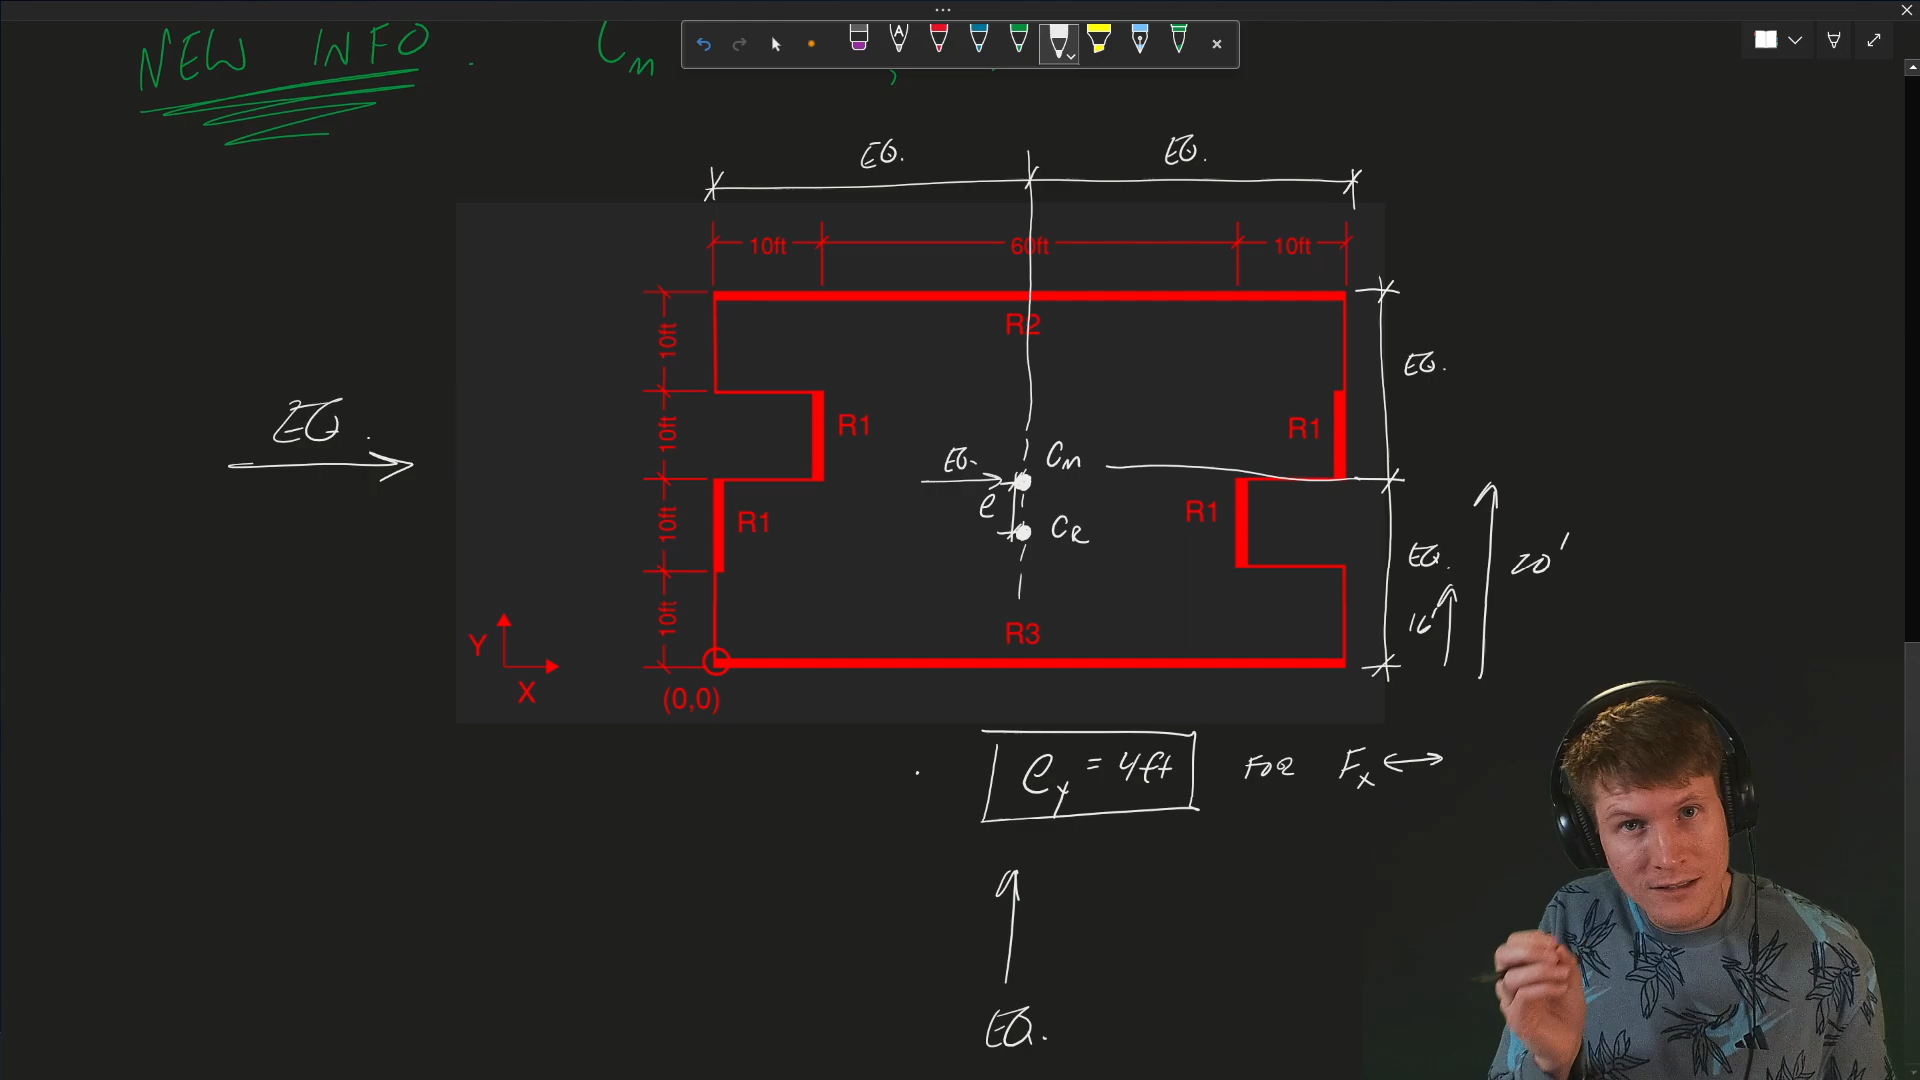 NEW INFO
CM
A
EQ. EQ.
10ft 60ft 10ft
R2
10ft
EQ.
EQ.
10ft
R1
R1
EQ. CM
e
CR
10ft
R1
R1
EQ.
20'
16'
10ft
R3
Y
X
(0,0)
ey = 4ft FOR Fx
EQ.